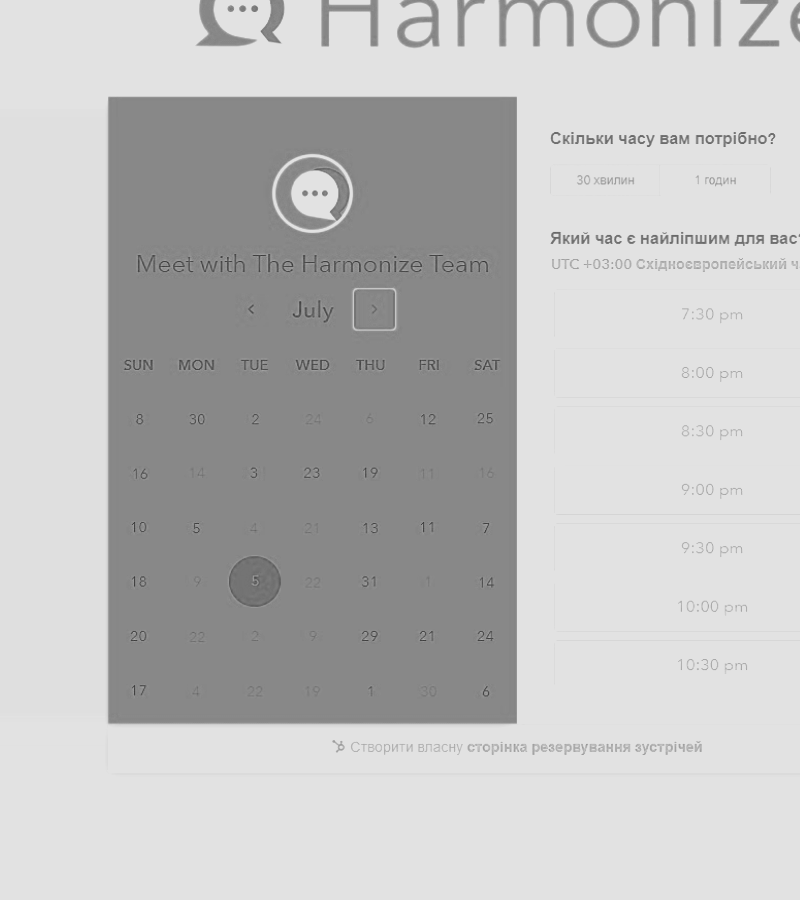 Harmonize
Meet with The Harmonize Team
July
SUN MON TUE WED THU FRI SAT
8 30 2 24 6 12 25
16 14 3 23 19 11 16
10 5 4 21 13 11 7
18 9 5 22 31 1 14
20 22 2 9 29 21 24
17 4 22 19 1 30 6
Скільки часу вам потрібно?
30 хвилин 1 годин
Який час є найліпшим для вас?
UTC +03:00 Східноєвропейський ч
7:30 pm
8:00 pm
8:30 pm
9:00 pm
9:30 pm
10:00 pm
10:30 pm
Створити власну сторінка резервування зустрічей